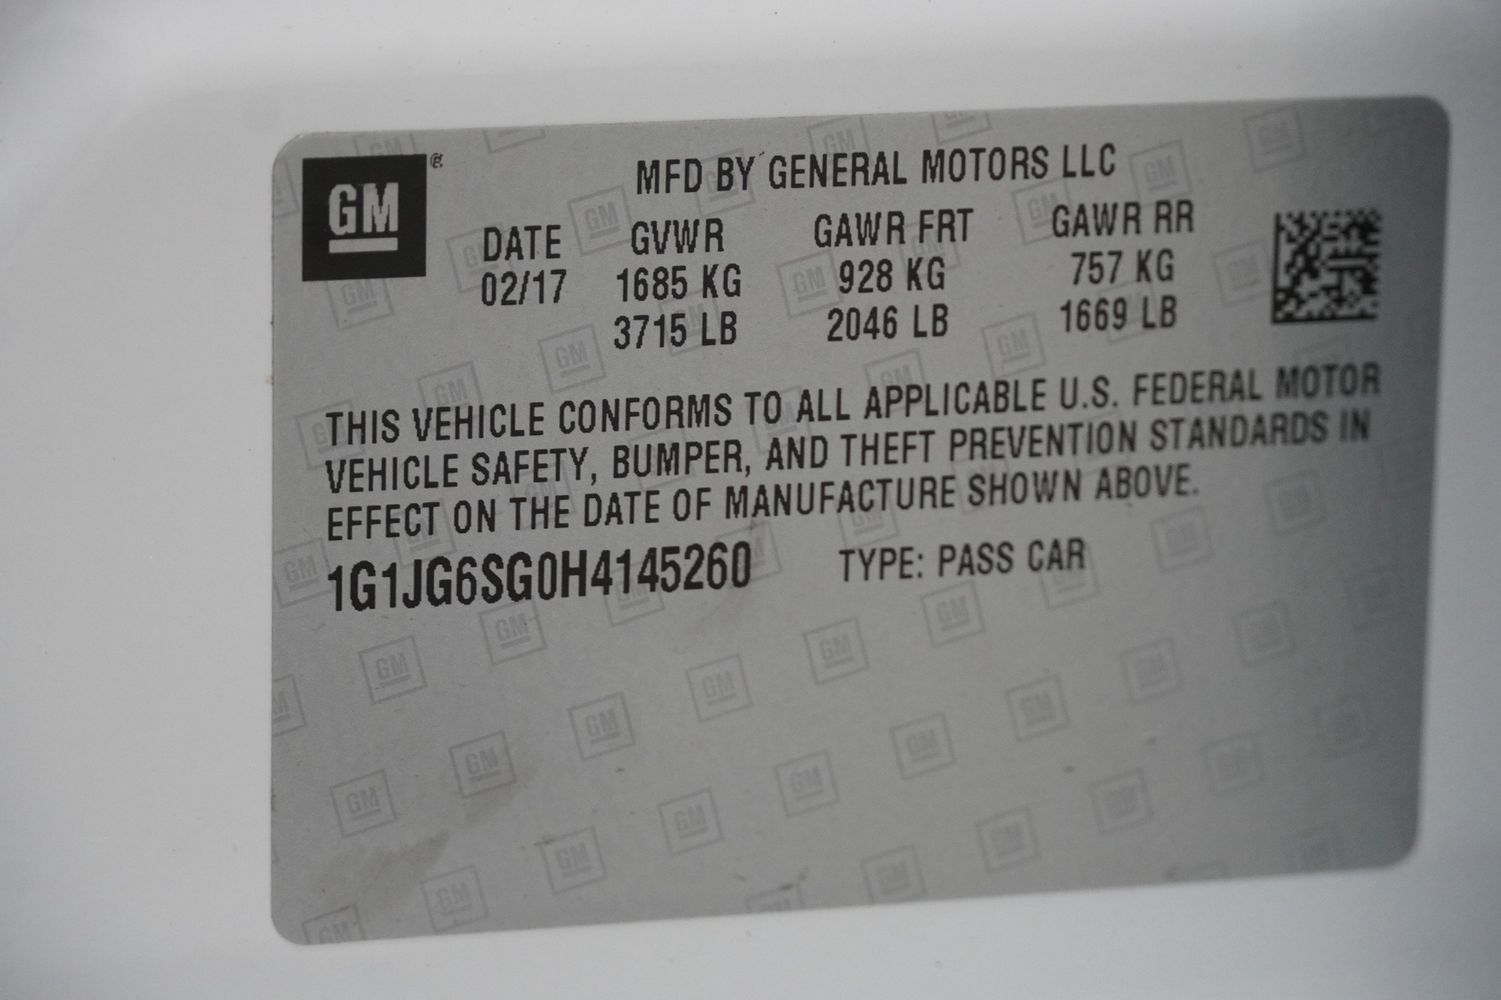 GM
MFD BY GENERAL MOTORS LLC
DATE GVWR GAWR FRT GAWR RR
02/17 1685 KG 928 KG 757 KG
3715 LB 2046 LB 1669 LB
THIS VEHICLE CONFORMS TO ALL APPLICABLE U.S. FEDERAL MOTOR
VEHICLE SAFETY, BUMPER, AND THEFT PREVENTION STANDARDS IN
EFFECT ON THE DATE OF MANUFACTURE SHOWN ABOVE.
1G1JG6SG0H4145260 TYPE: PASS CAR